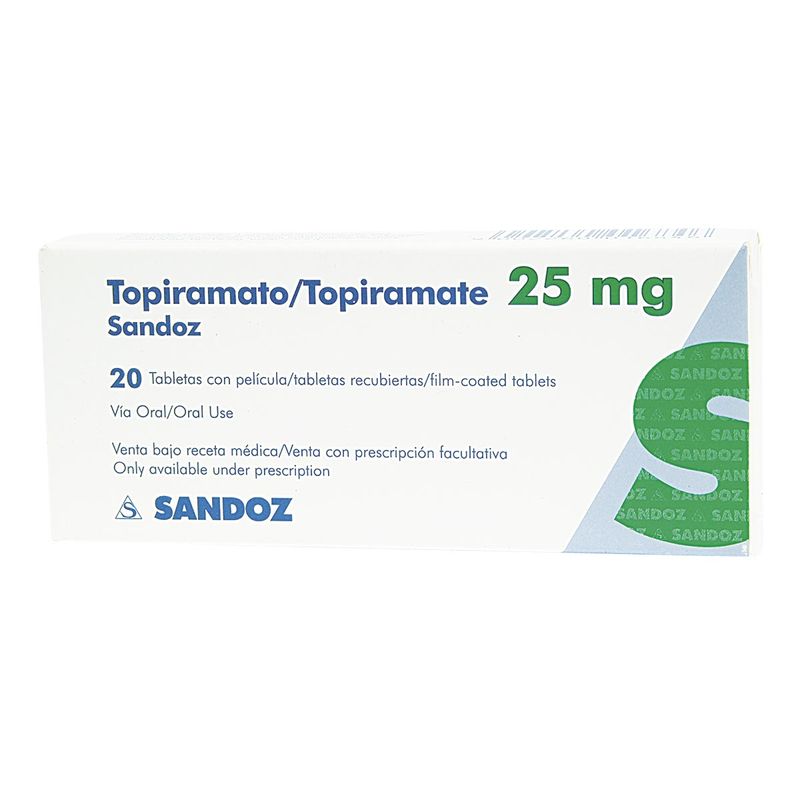 Topiramato/Topiramate 25 mg
Sandoz
20 Tabletas con película/tabletas recubiertas/film-coated tablets
Vía Oral/Oral Use
Venta bajo receta médica/Venta con prescripción facultativa
Only available under prescription
S SANDOZ
S